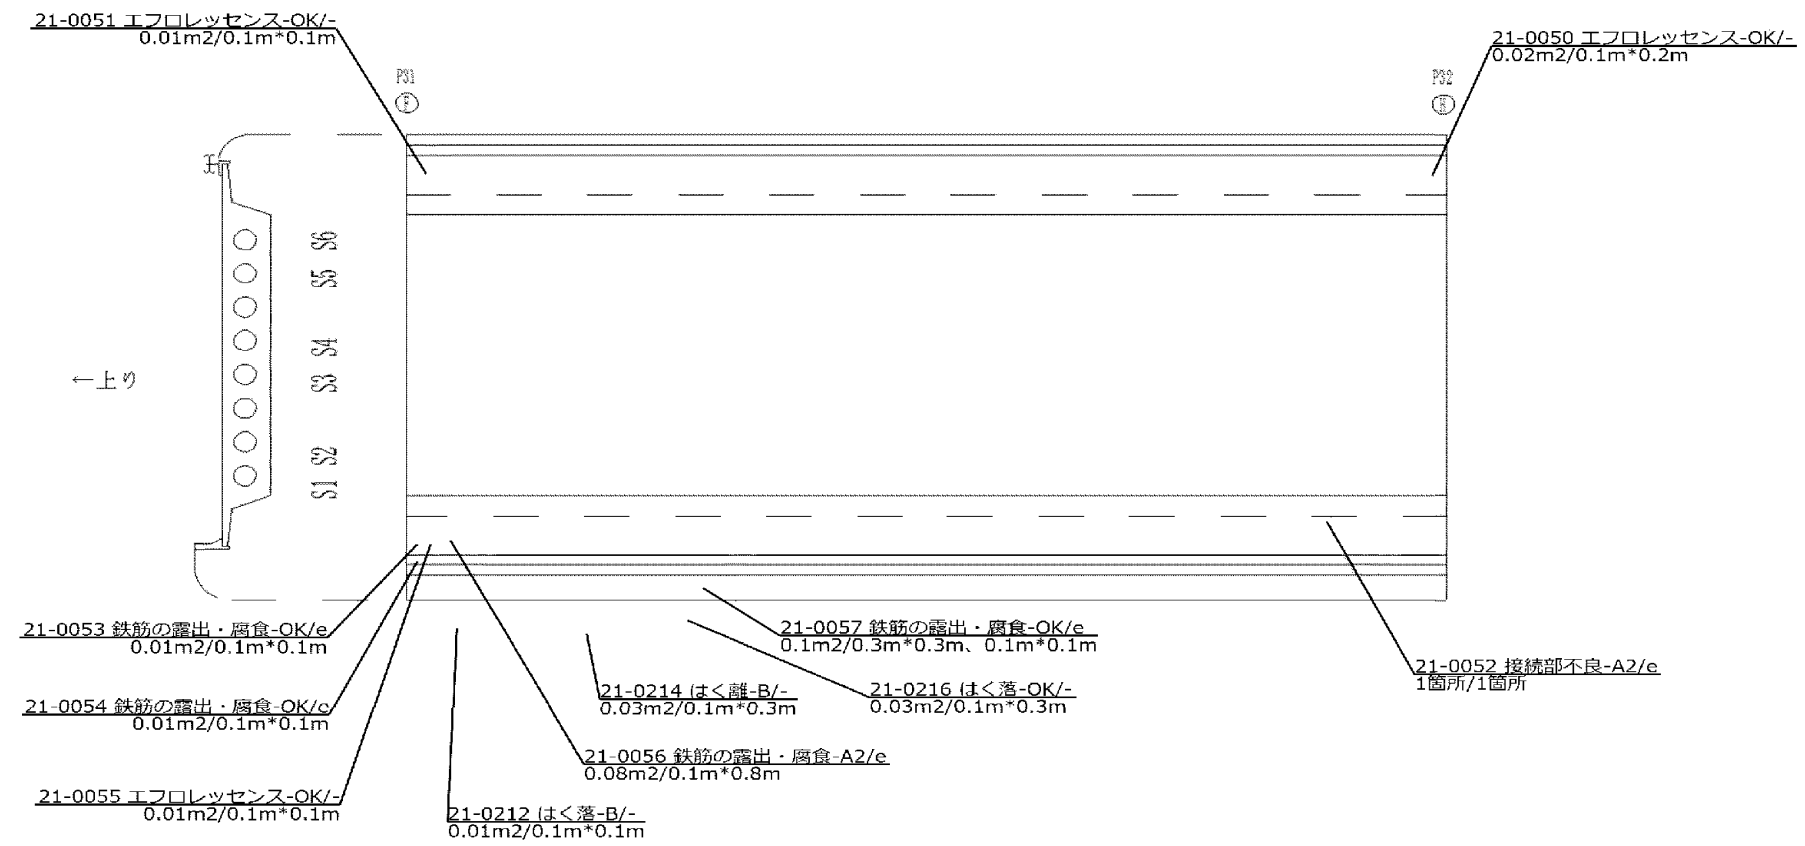 21-0051 エフロレッセンス-OK/-
0.01m2/0.1m*0.1m
21-0050 エフロレッセンス-OK/-
0.02m2/0.1m*0.2m
P31
F
P32
S6
S5
S4
S3
S2
S1
←上り
21-0053 鉄筋の露出・腐食-OK/e
0.01m2/0.1m*0.1m
21-0057 鉄筋の露出・腐食-OK/e
0.1m2/0.3m*0.3m、0.1m*0.1m
21-0052 接続部不良-A2/e
1箇所/1箇所
21-0214 はく離-B/-
0.03m2/0.1m*0.3m
21-0216 はく落-OK/-
0.03m2/0.1m*0.3m
21-0054 鉄筋の露出・腐食-OK/c
0.01m2/0.1m*0.1m
21-0056 鉄筋の露出・腐食-A2/e
0.08m2/0.1m*0.8m
21-0055 エフロレッセンス-OK/-
0.01m2/0.1m*0.1m
21-0212 はく落-B/-
0.01m2/0.1m*0.1m